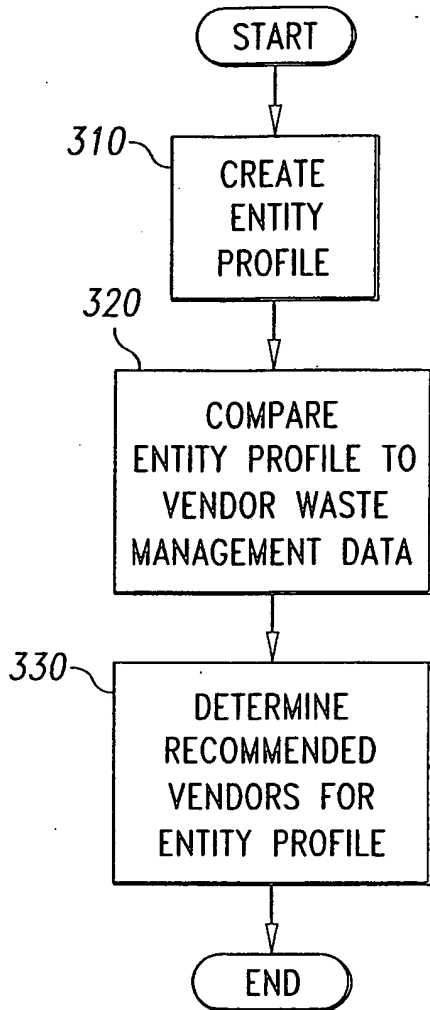 START
310
CREATE
ENTITY
PROFILE
320
COMPARE
ENTITY PROFILE TO
VENDOR WASTE
MANAGEMENT DATA
330
DETERMINE
RECOMMENDED
VENDORS FOR
ENTITY PROFILE
END